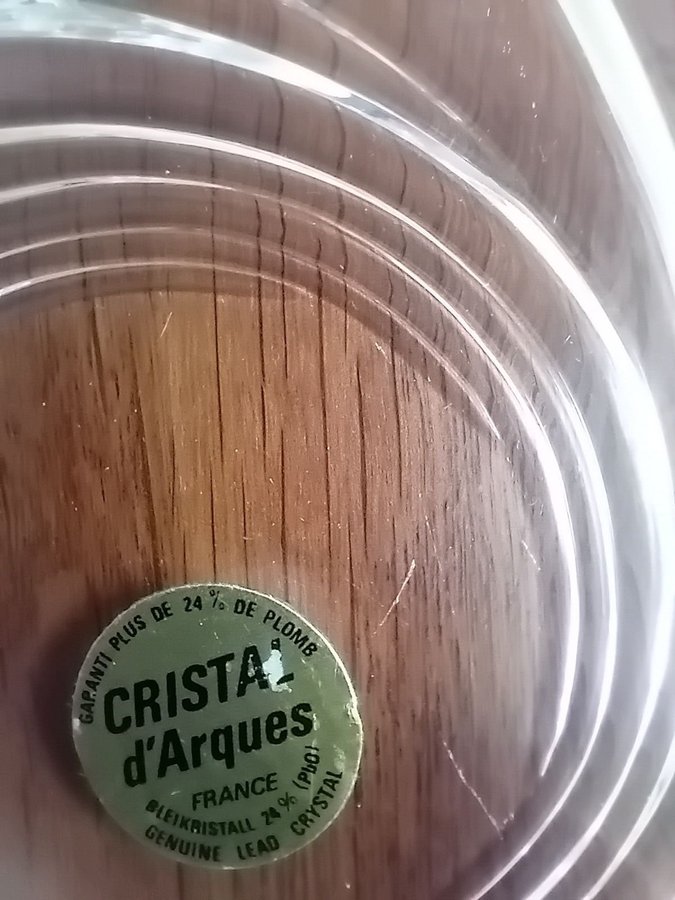 GARANTI PLUS DE 24 % DE PLOMB
CRISTAL
d'Arques
FRANCE
BLEIKRISTALL 24% (PbO)
GENUINE LEAD CRYSTAL